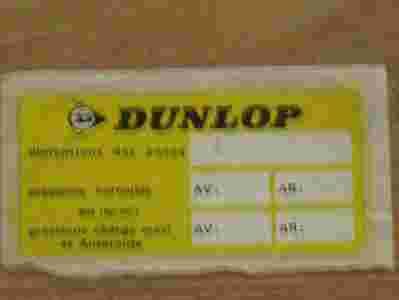 DUNLOP
dimensions des pneus
pressions normales AV: AR:
pressions charge maxi AV: AR:
et Autoroute